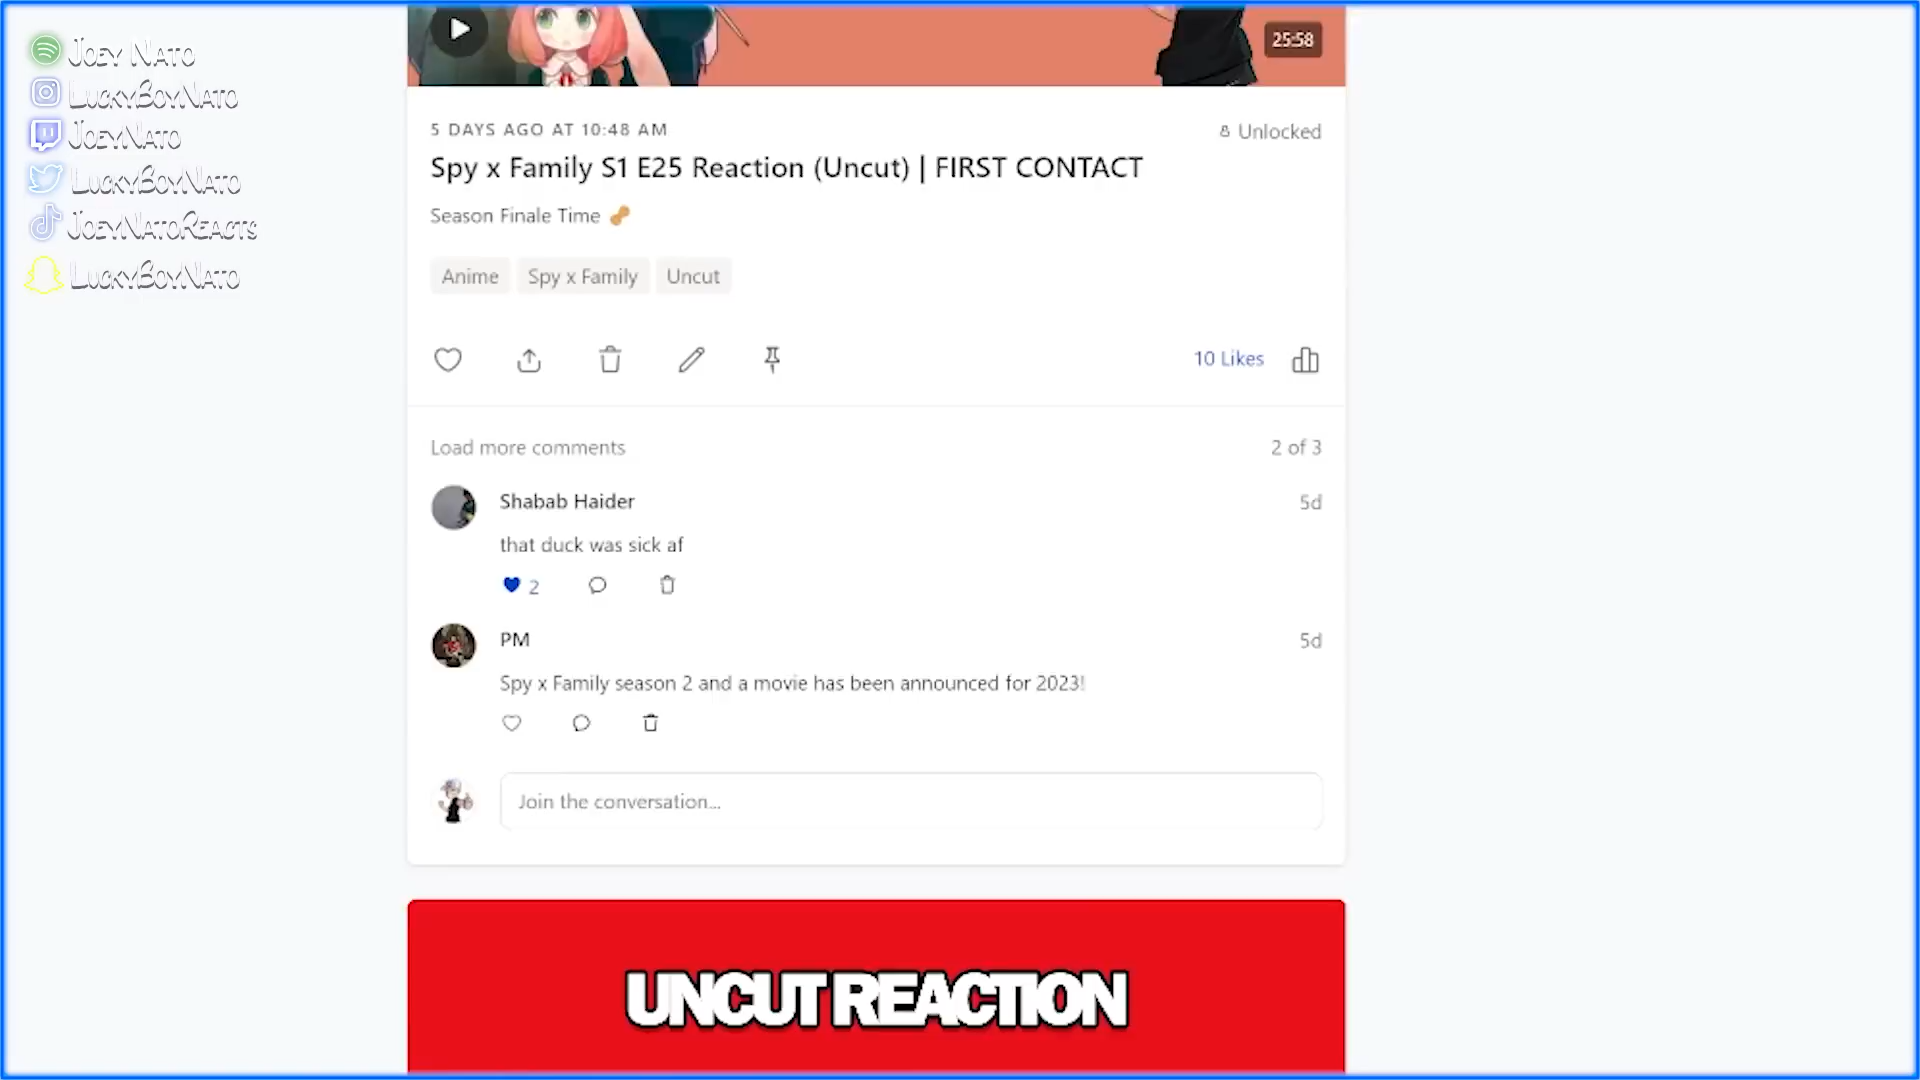 Joey Nato
LuckyBoyNato
JoeyNato
LuckyBoyNato
JoeyNatoReacts
LuckyBoyNato
25:58
5 DAYS AGO AT 10:48 AM
Unlocked
Spy x Family S1 E25 Reaction (Uncut) | FIRST CONTACT
Season Finale Time
Anime
Spy x Family
Uncut
10 Likes
Load more comments
2 of 3
Shabab Haider
5d
that duck was sick af
2
PM
5d
Spy x Family season 2 and a movie has been announced for 2023!
Join the conversation...
UNCUT REACTION